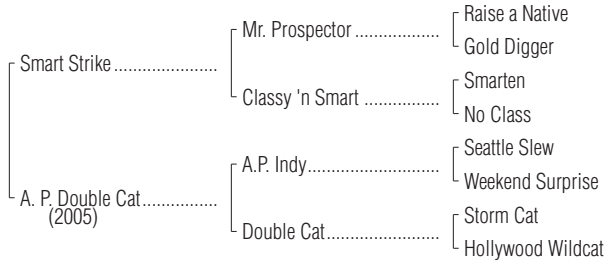 Raise a Native
Mr. Prospector ..................
Gold Digger
Smart Strike ......................
Smarten
Classy 'n Smart ................
No Class
Seattle Slew
A.P. Indy............................
Weekend Surprise
A. P. Double Cat................
(2005)
Storm Cat
Double Cat........................
Hollywood Wildcat